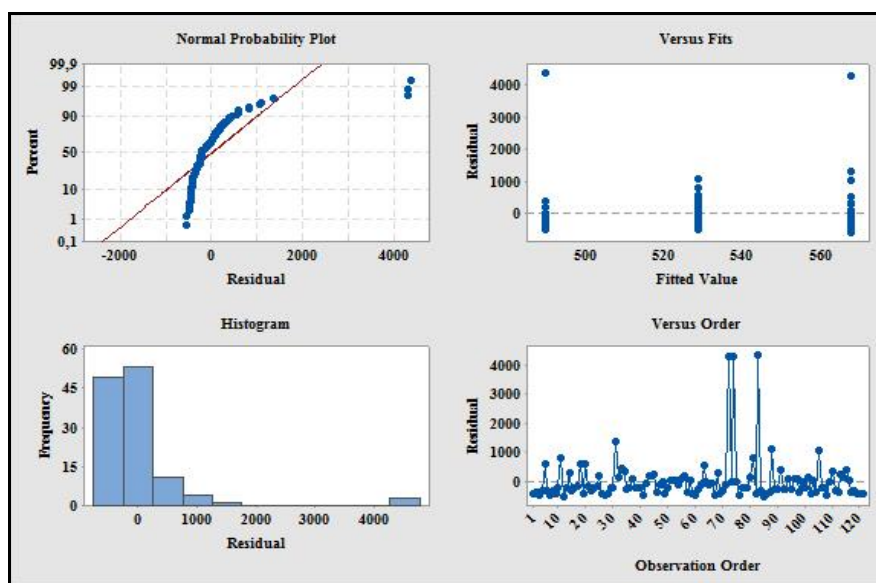 Normal Probability Plot
99,9
99
90
50
10
1
0,1
Percent
-2000 0 2000 4000
Residual
Versus Fits
4000
3000
2000
1000
0
Residual
500 520 540 560
Fitted Value
Histogram
60
45
30
15
0
Frequency
0 1000 2000 3000 4000
Residual
Versus Order
4000
3000
2000
1000
0
Residual
1 10 20 30 40 50 60 70 80 90 100 110 120
Observation Order